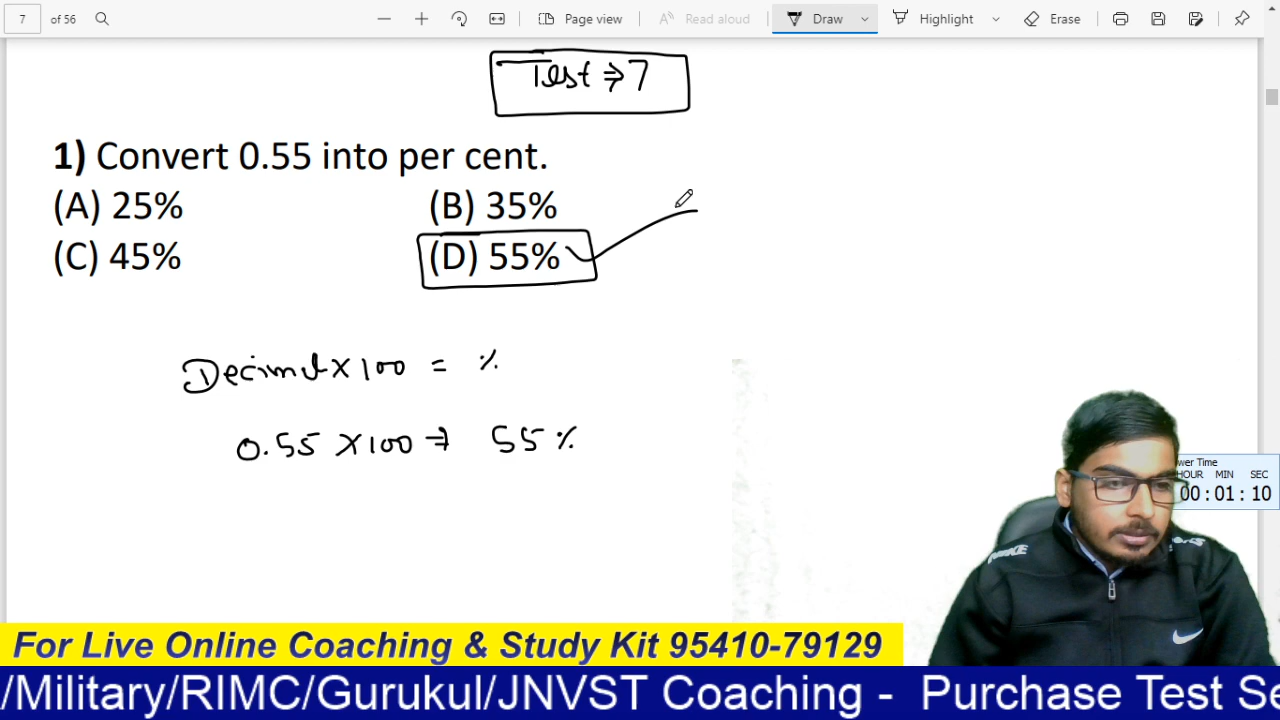 7 of 56 Page view Read aloud Draw Highlight Erase
Test ⇒ 7
1) Convert 0.55 into per cent.
(A) 25% (B) 35%
(C) 45% (D) 55%
Decimal × 100 = %
0.55 × 100 ⇒ 55 %
wer Time
HOUR MIN SEC
00 : 01 : 10
For Live Online Coaching & Study Kit 95410-79129
/Military/RIMC/Gurukul/JNVST Coaching - Purchase Test Se